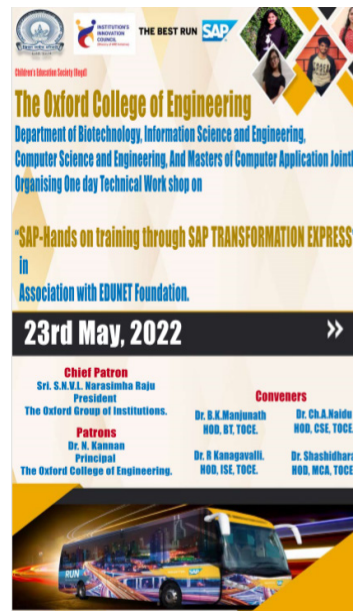 INSTITUTION'S
INNOVATION
COUNCIL
THE BEST RUN SAP
Children's Education Society (Regd)
The Oxford College of Engineering
Department of Biotechnology, Information Science and Engineering,
Computer Science and Engineering, And Masters of Computer Application Jointl
Organising One day Technical Work shop on
"SAP-Hands on training through SAP TRANSFORMATION EXPRESS"
in
Association with EDUNET Foundation.
23rd May, 2022 »
Chief Patron
Sri. S.N.V.L. Narasimha Raju
President
The Oxford Group of Institutions.
Patrons
Dr. N. Kannan
Principal
The Oxford College of Engineering.
Conveners
Dr. B.K.Manjunath
HOD, BT, TOCE.
Dr. Ch.A.Naidu
HOD, CSE, TOCE.
Dr. R Kanagavalli.
HOD, ISE, TOCE.
Dr. Shashidhara
HOD, MCA, TOCE.
RUN